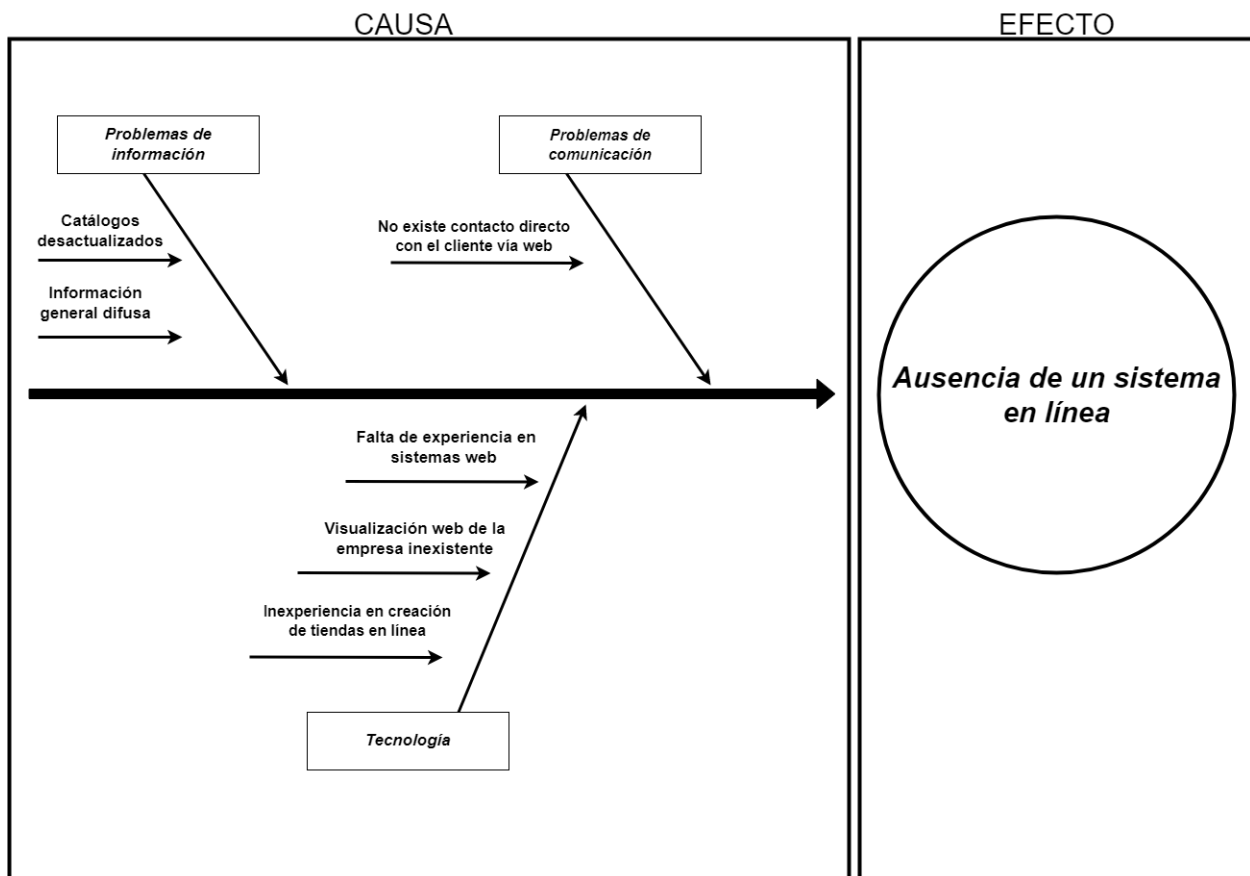 CAUSA
EFECTO
Problemas de
información
Problemas de
comunicación
Catálogos
desactualizados
No existe contacto directo
con el cliente vía web
Información
general difusa
Ausencia de un sistema
en línea
Falta de experiencia en
sistemas web
Visualización web de la
empresa inexistente
Inexperiencia en creación
de tiendas en línea
Tecnología